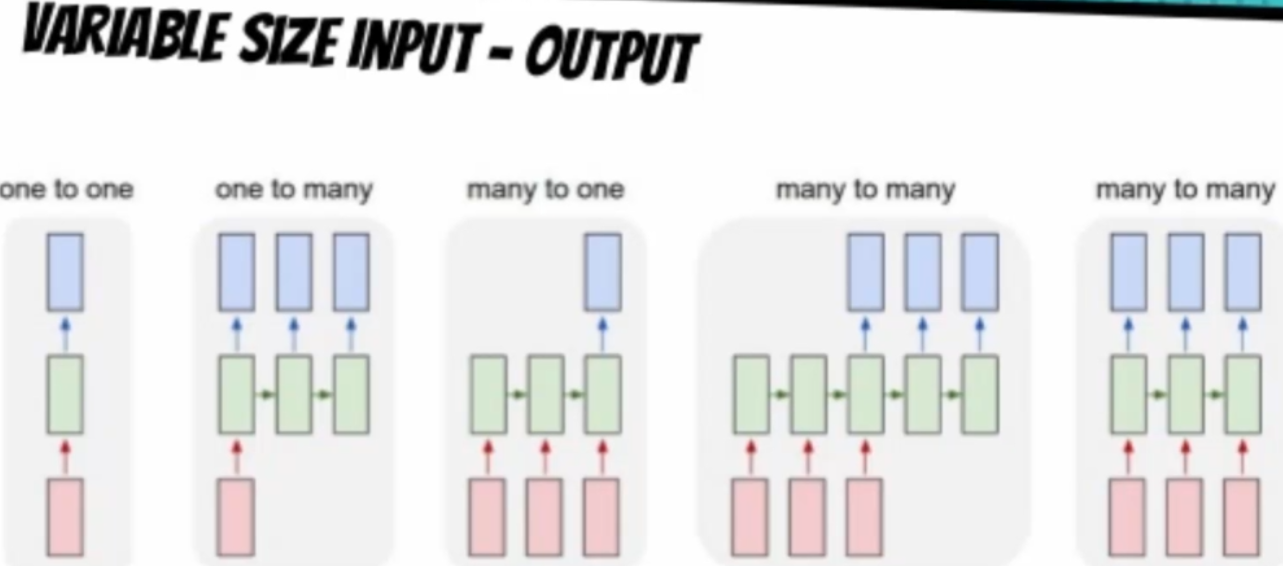 VARIABLE SIZE INPUT - OUTPUT
one to one
one to many
many to one
many to many
many to many